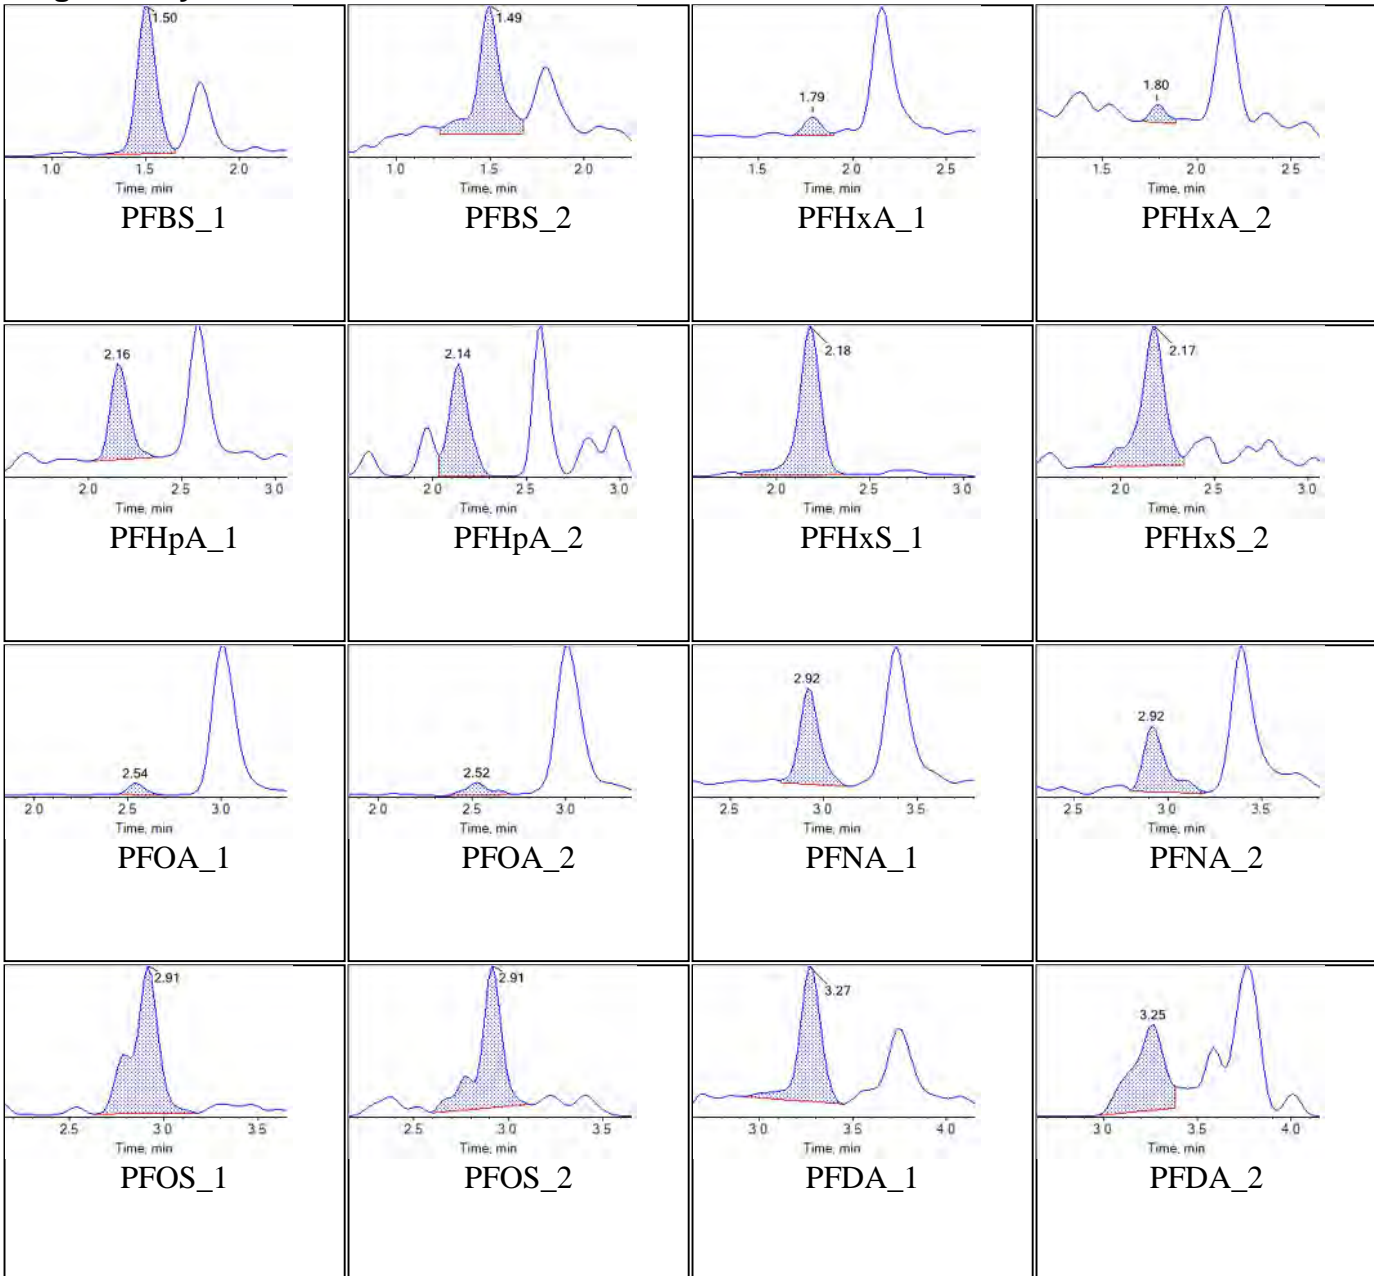 1.50
1.0 1.5 2.0
Time, min
PFBS_1
1.49
1.0 1.5 2.0
Time, min
PFBS_2
1.79
1.5 2.0 2.5
Time, min
PFHxA_1
1.80
1.5 2.0 2.5
Time, min
PFHxA_2
2.16
2.0 2.5 3.0
Time, min
PFHpA_1
2.14
2.0 2.5 3.0
Time, min
PFHpA_2
2.18
2.0 2.5 3.0
Time, min
PFHxS_1
2.17
2.0 2.5 3.0
Time, min
PFHxS_2
2.54
2.0 2.5 3.0
Time, min
PFOA_1
2.52
2.0 2.5 3.0
Time, min
PFOA_2
2.92
2.5 3.0 3.5
Time, min
PFNA_1
2.92
2.5 3.0 3.5
Time, min
PFNA_2
2.91
2.5 3.0 3.5
Time, min
PFOS_1
2.91
2.5 3.0 3.5
Time, min
PFOS_2
3.27
3.0 3.5 4.0
Time, min
PFDA_1
3.25
3.0 3.5 4.0
Time, min
PFDA_2